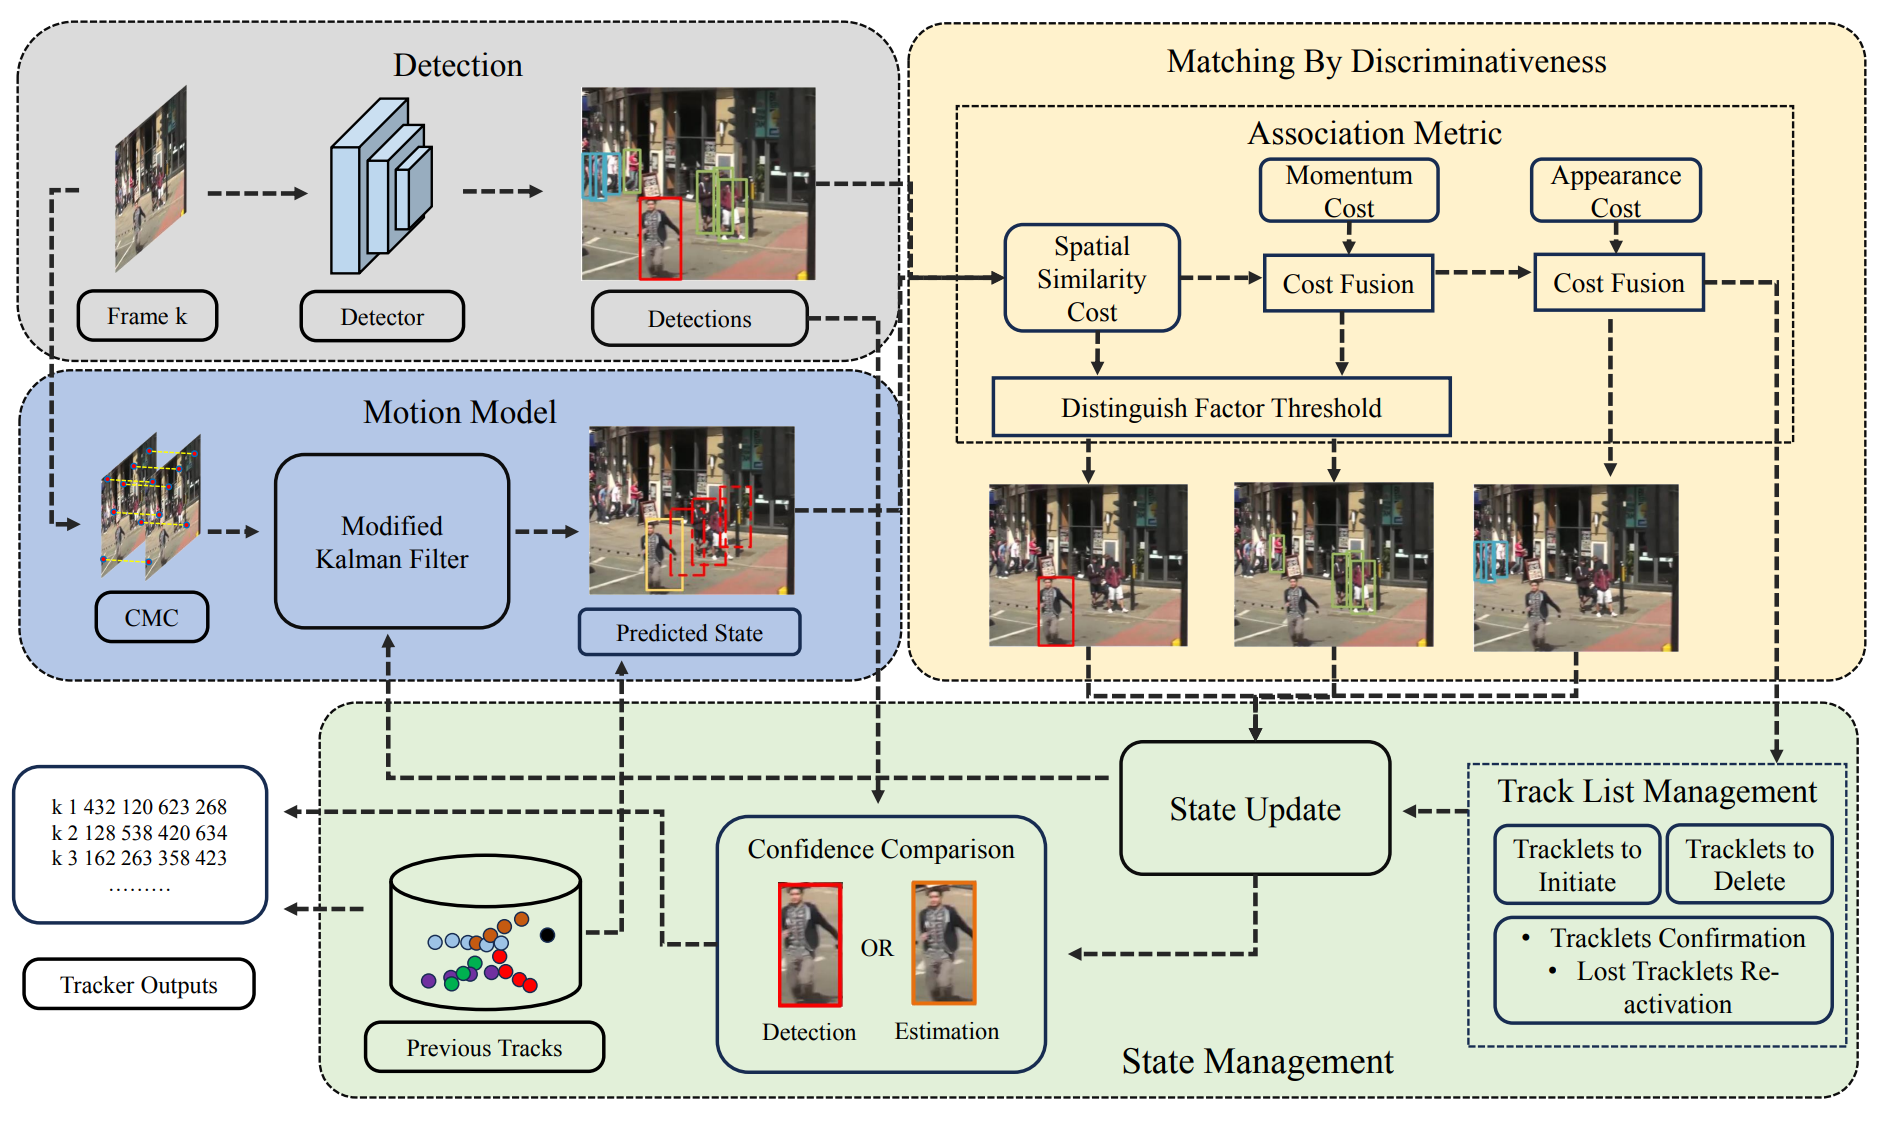 Detection
Frame k
Detector
Detections
Matching By Discriminativeness
Association Metric
Momentum
Cost
Appearance
Cost
Spatial
Similarity
Cost
Cost Fusion
Cost Fusion
Distinguish Factor Threshold
Motion Model
CMC
Modified
Kalman Filter
Predicted State
k 1 432 120 623 268
k 2 128 538 420 634
k 3 162 263 358 423
………
Tracker Outputs
Previous Tracks
Confidence Comparison
OR
Detection
Estimation
State Update
Track List Management
Tracklets to
Initiate
Tracklets to
Delete
• Tracklets Confirmation
• Lost Tracklets Re-
activation
State Management